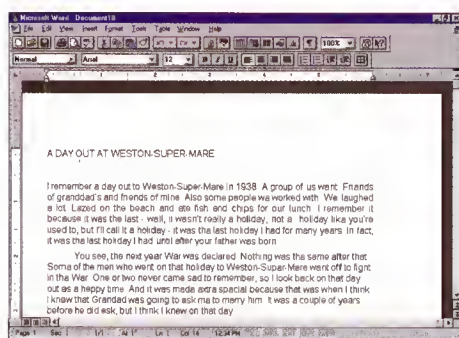 Microsoft Word - Document10
File Edit View Insert Format Tools Table Window Help
100%
Normal Arial 12 B I U
A DAY OUT AT WESTON-SUPER-MARE
I remember a day out to Weston-Super-Mare in 1938. A group of us went. Friends
of granddad's and friends of mine. Also some people we worked with. We laughed
a lot. Lazed on the beach and ate fish and chips for our lunch. I remember it
because it was the last - well, it wasn't really a holiday, not a holiday like you're
used to, but I'll call it a holiday - it was the last holiday I had for many years. In fact,
it was the last holiday I had until after your father was born.
You see, the next year War was declared. Nothing was the same after that.
Some of the men who went on that holiday to Weston-Super-Mare went off to fight
in the War. One or two never came sad to remember, so I look back on that day
out as a happy time. And it was made extra special because that was when I think
I knew that Grandad was going to ask me to marry him. It was a couple of years
before he did ask, but I think I knew on that day.
Page 1 Sec 1 1/1 At 1" Ln 1 Col 16 12:34 PM